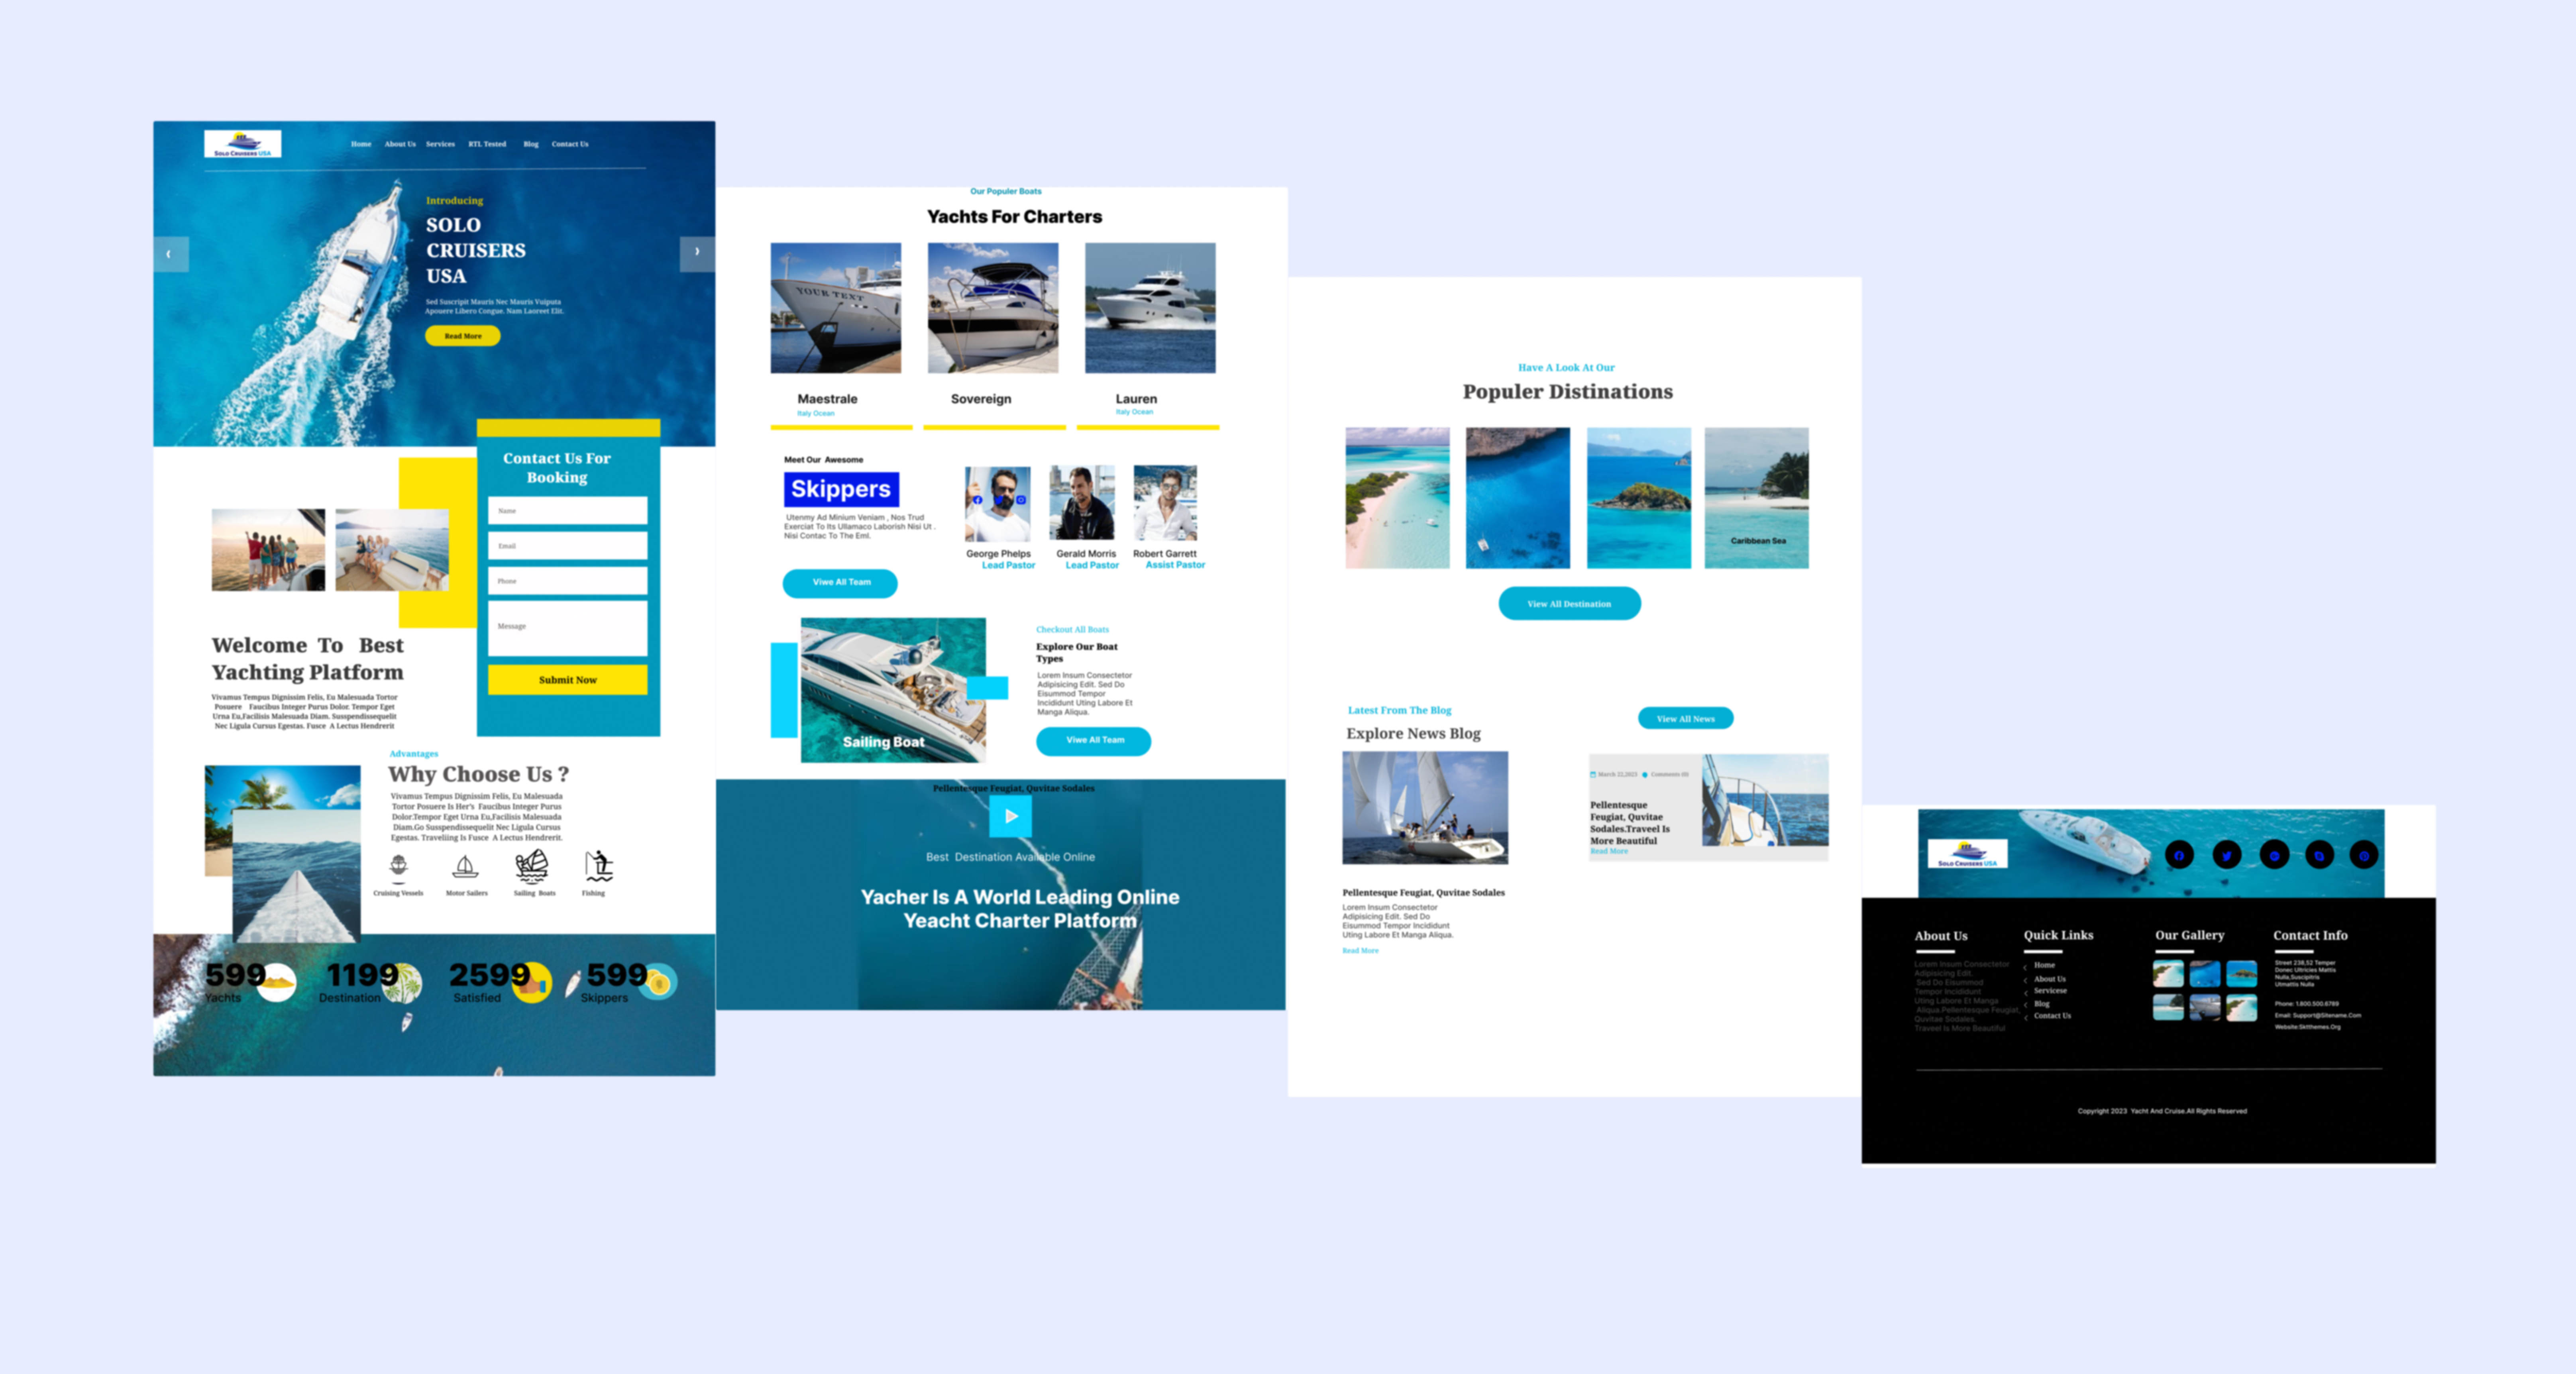 SOLO CRUISERS USA
Home About Us Services RTL Tested Blog Contact Us
Introducing
SOLO
CRUISERS
USA
Sed Suscripit Mauris Nec Mauris Vuiputa
Apouere Libero Congue. Nam Laoreet Elit.
Read More
Contact Us For
Booking
Name
Email
Phone
Message
Submit Now
Welcome To Best
Yachting Platform
Vivamus Tempus Dignissim Felis, Eu Malesuada Tortor
Posuere Faucibus Integer Purus Dolor. Tempor Eget
Urna Eu,Facilisis Malesuada Diam. Susspendissequelit
Nec Ligula Cursus Egestas. Fusce A Lectus Hendrerit
Advantages
Why Choose Us ?
Vivamus Tempus Dignissim Felis, Eu Malesuada
Tortor Posuere Is Her's Faucibus Integer Purus
Dolor.Tempor Eget Urna Eu,Facilisis Malesuada
Diam.Go Susspendissequelit Nec Ligula Cursus
Egestas. Travelling Is Fusce A Lectus Hendrerit.
Cruising Vessels Motor Sailers Sailing Boats Fishing
599 1199 2599 599
Yachts Destination Satisfied Skippers
Our Populer Boats
Yachts For Charters
YOUR TEXT
Maestrale Sovereign Lauren
Italy Ocean Italy Ocean
Meet Our Awesome
Skippers
Utenmy Ad Minium Veniam , Nos Trud
Exerciat To Its Ullamaco Laborish Nisi Ut .
Nisi Contac To The Eml.
Viwe All Team
George Phelps Gerald Morris Robert Garrett
Lead Pastor Lead Pastor Assist Pastor
Sailing Boat
Checkout All Boats
Explore Our Boat
Types
Lorem Insum Consectetor
Adipisicing Edit. Sed Do
Eisummod Tempor
Incididunt Uting Labore Et
Manga Aliqua.
Viwe All Team
Pellentesque Feugiat, Quvitae Sodales
Best Destination Avaliable Online
Yacher Is A World Leading Online
Yeacht Charter Platform
Have A Look At Our
Populer Distinations
Caribbean Sea
View All Destination
Latest From The Blog
Explore News Blog
View All News
Pellentesque Feugiat, Quvitae Sodales
Lorem Insum Consectetor
Adipisicing Edit. Sed Do
Eisummod Tempor Incididunt
Uting Labore Et Manga Aliqua.
Read More
March 22,2023 Comments (0)
Pellentesque
Feugiat, Quvitae
Sodales.Traveel Is
More Beautiful
Read More
SOLO CRUISERS USA
About Us
Lorem Insum Consectetor
Adipisicing Edit.
Sed Do Eisummod
Tempor Incididunt
Uting Labore Et Manga
Aliqua.Pellentesque Feugiat,
Quvitae Sodales.
Traveel Is More Beautiful
Quick Links
Home
About Us
Servicese
Blog
Contact Us
Our Gallery
Contact Info
Street 238,52 Tempor
Donec Ultricies Mattis
Nulla,Suscipitris
Utmattis Nulla
Phone: 1.800.500.6789
Email: Support@Sitename.Com
Website:Sktthemes.Org
Copyright 2023 Yacht And Cruise.All Rights Reserved